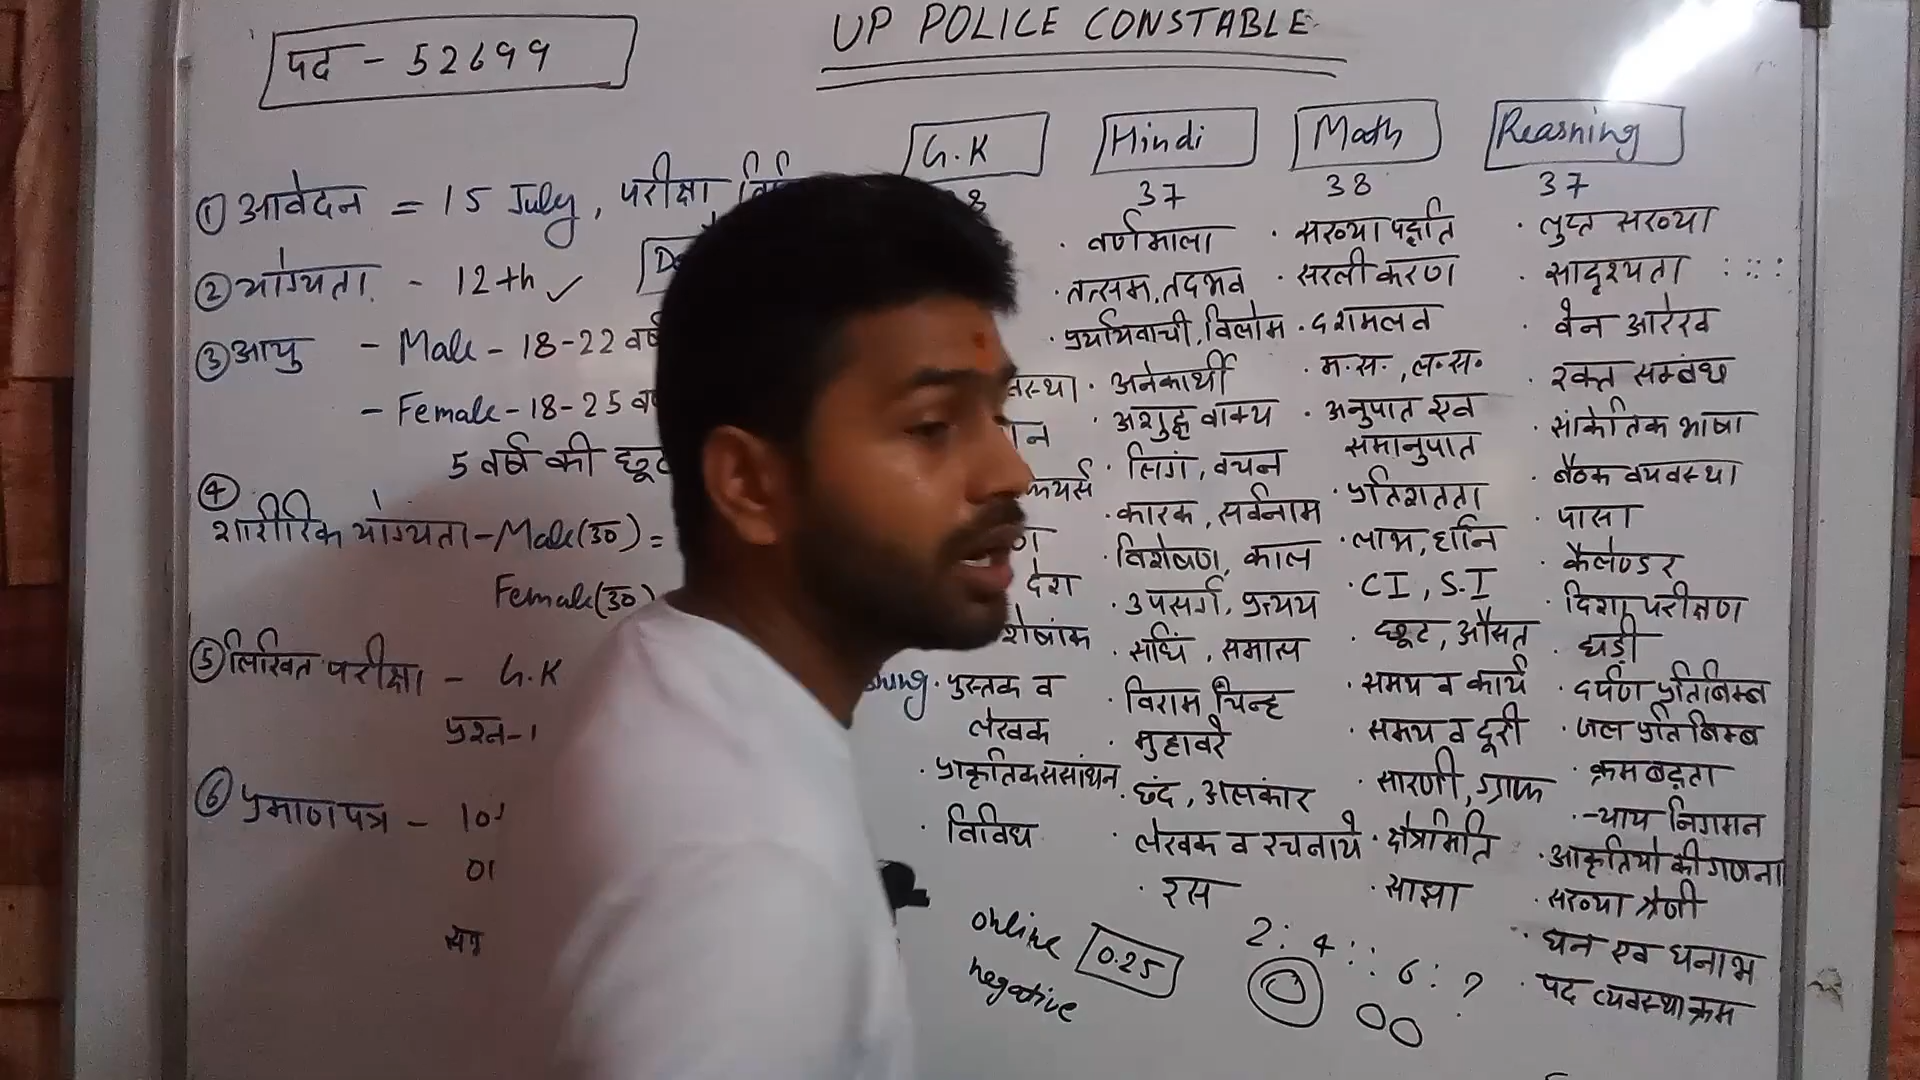 पद - 52699
UP POLICE CONSTABLE
① आवेदन = 15 July, परीक्षा
② योग्यता - 12th ✓
③ आयु - Male - 18-22 वर्ष
- Female - 18-25
5 वर्ष की छूट
④
शारीरिक योग्यता - Male(उ०) =
Female(उ०)
⑤ लिखित परीक्षा - G.K
प्रश्न-1
⑥ प्रमाणपत्र - 10
01
G.K
8
देश
· पुस्तक व
लेखक
· प्राकृतिक संसाधन
· विविध
Hindi
37
· वर्णमाला
· तत्सम, तदभव
· पर्यायवाची, विलोम
· अनेकार्थी
· अशुद्ध वाक्य
· लिगं, वचन
· कारक, सर्वनाम
· विशेषण, काल
· उपसर्ग, प्रत्यय
· संधि, समास
· विराम चिन्ह
· मुहावरे
· छंद, अलंकार
· लेखक व रचनाये
· रस
Math
38
· संख्या पद्धति
· सरलीकरण
· दशमलव
· म.स., ल.स.
· अनुपात एव
समानुपात
· प्रतिशतता
· लाभ, हानि
· CI, S.I
· छूट, औसत
· समय व कार्य
· समय व दूरी
· सारणी, ग्राफ
· क्षेत्रमिति
· साझा
Reasning
37
· लुप्त संख्या
· सादृश्यता : :: :
· वेन आरेख
· रक्त सम्बंध
· सांकेतिक भाषा
· बैठक व्यवस्था
· पासा
· कैलेण्डर
· दिशा परीक्षण
· घड़ी
· दर्पण प्रतिबिम्ब
· जल प्रतिबिम्ब
· क्रमबद्ता
· न्याय निगमन
· आकृतियो की गणना
· संख्या श्रेणी
· घन एव घनाभ
· पद व्यवस्था क्रम
online
negative
0.25
2 : 4 :: 6 : ?